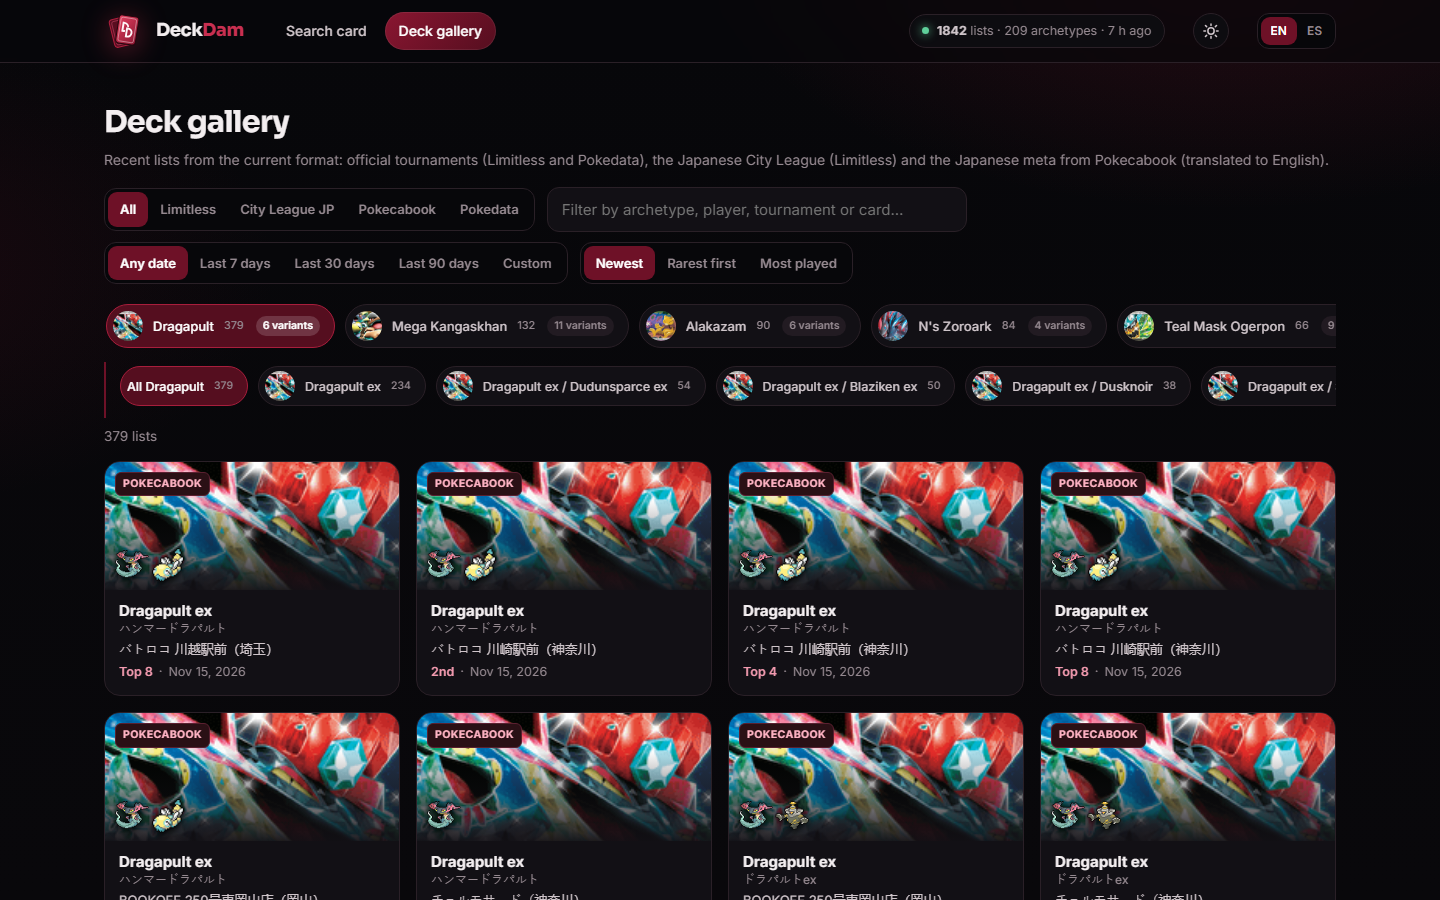 DeckDam Search card Deck gallery 1842 lists · 209 archetypes · 7 h ago EN ES
Deck gallery
Recent lists from the current format: official tournaments (Limitless and Pokedata), the Japanese City League (Limitless) and the Japanese meta from Pokecabook (translated to English).
All Limitless City League JP Pokecabook Pokedata Filter by archetype, player, tournament or card...
Any date Last 7 days Last 30 days Last 90 days Custom Newest Rarest first Most played
Dragapult 379 6 variants Mega Kangaskhan 132 11 variants Alakazam 90 6 variants N's Zoroark 84 4 variants Teal Mask Ogerpon 66 9
All Dragapult 379 Dragapult ex 234 Dragapult ex / Dudunsparce ex 54 Dragapult ex / Blaziken ex 50 Dragapult ex / Dusknoir 38 Dragapult ex /
379 lists
POKECABOOK POKECABOOK POKECABOOK POKECABOOK
Dragapult ex Dragapult ex Dragapult ex Dragapult ex
ハンマードラパルト ハンマードラパルト ハンマードラパルト ハンマードラパルト
バトロコ 川越駅前（埼玉） バトロコ 川崎駅前（神奈川） バトロコ 川崎駅前（神奈川） バトロコ 川崎駅前（神奈川）
Top 8 · Nov 15, 2026 2nd · Nov 15, 2026 Top 4 · Nov 15, 2026 Top 8 · Nov 15, 2026
POKECABOOK POKECABOOK POKECABOOK POKECABOOK
Dragapult ex Dragapult ex Dragapult ex Dragapult ex
ハンマードラパルト ハンマードラパルト ドラパルトex ドラパルトex